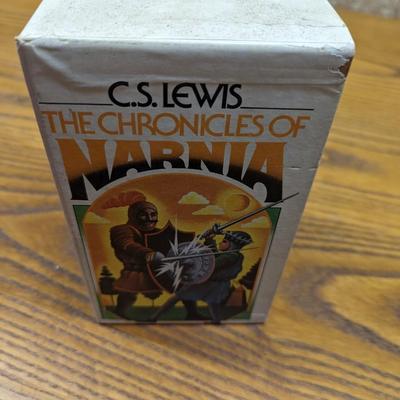 C.S. LEWIS
THE CHRONICLES OF
NARNIA